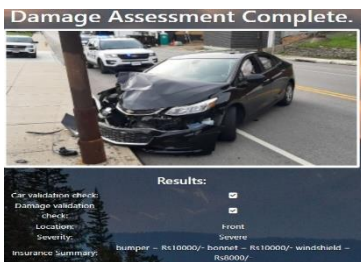 Damage Assessment Complete.
Results:
Car validation check:
Damage validation
check:
Location: Front
Severity: Severe
Insurance Summary: bumper – Rs10000/- bonnet – Rs10000/- windshield –
Rs8000/-